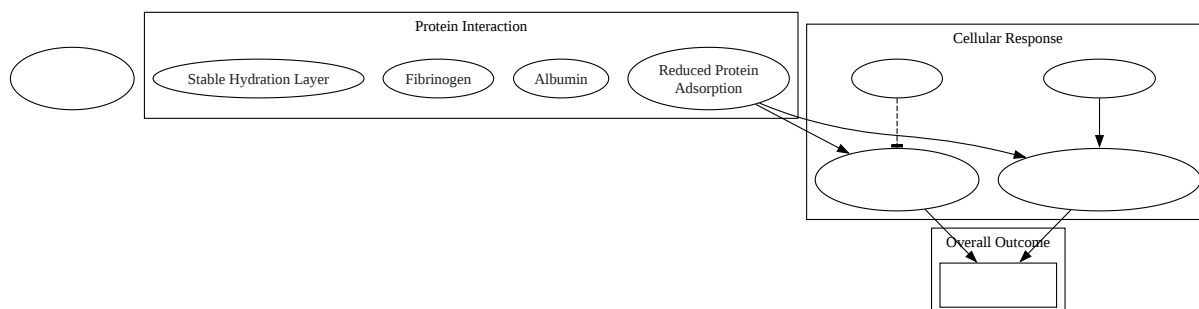 Protein Interaction
Cellular Response
Stable Hydration Layer
Fibrinogen
Albumin
Reduced Protein
Adsorption
Overall Outcome